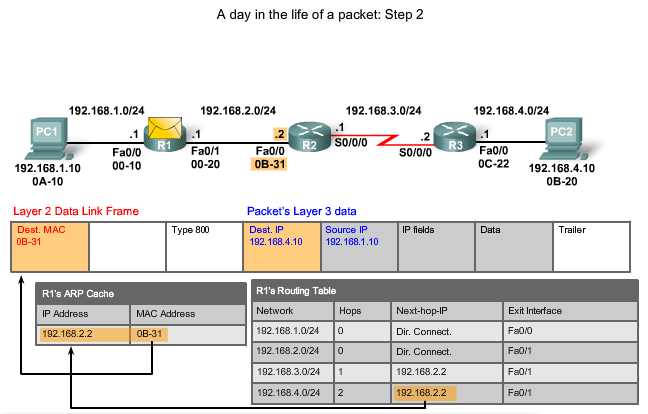 A day in the life of a packet: Step 2
192.168.1.0/24 192.168.2.0/24 192.168.3.0/24 192.168.4.0/24
PC1 .1 R1 .1 .2 R2 .1 .2 R3 .1 PC2
Fa0/0 Fa0/1 Fa0/0 S0/0/0 S0/0/0 Fa0/0
192.168.1.10 00-10 00-20 0B-31 0C-22 192.168.4.10
0A-10 0B-20
Layer 2 Data Link Frame Packet's Layer 3 data
Dest. MAC Type 800 Dest. IP Source IP IP fields Data Trailer
0B-31 192.168.4.10 192.168.1.10
R1's ARP Cache
IP Address MAC Address
192.168.2.2 0B-31
R1's Routing Table
Network Hops Next-hop-IP Exit Interface
192.168.1.0/24 0 Dir. Connect. Fa0/0
192.168.2.0/24 0 Dir. Connect. Fa0/1
192.168.3.0/24 1 192.168.2.2 Fa0/1
192.168.4.0/24 2 192.168.2.2 Fa0/1